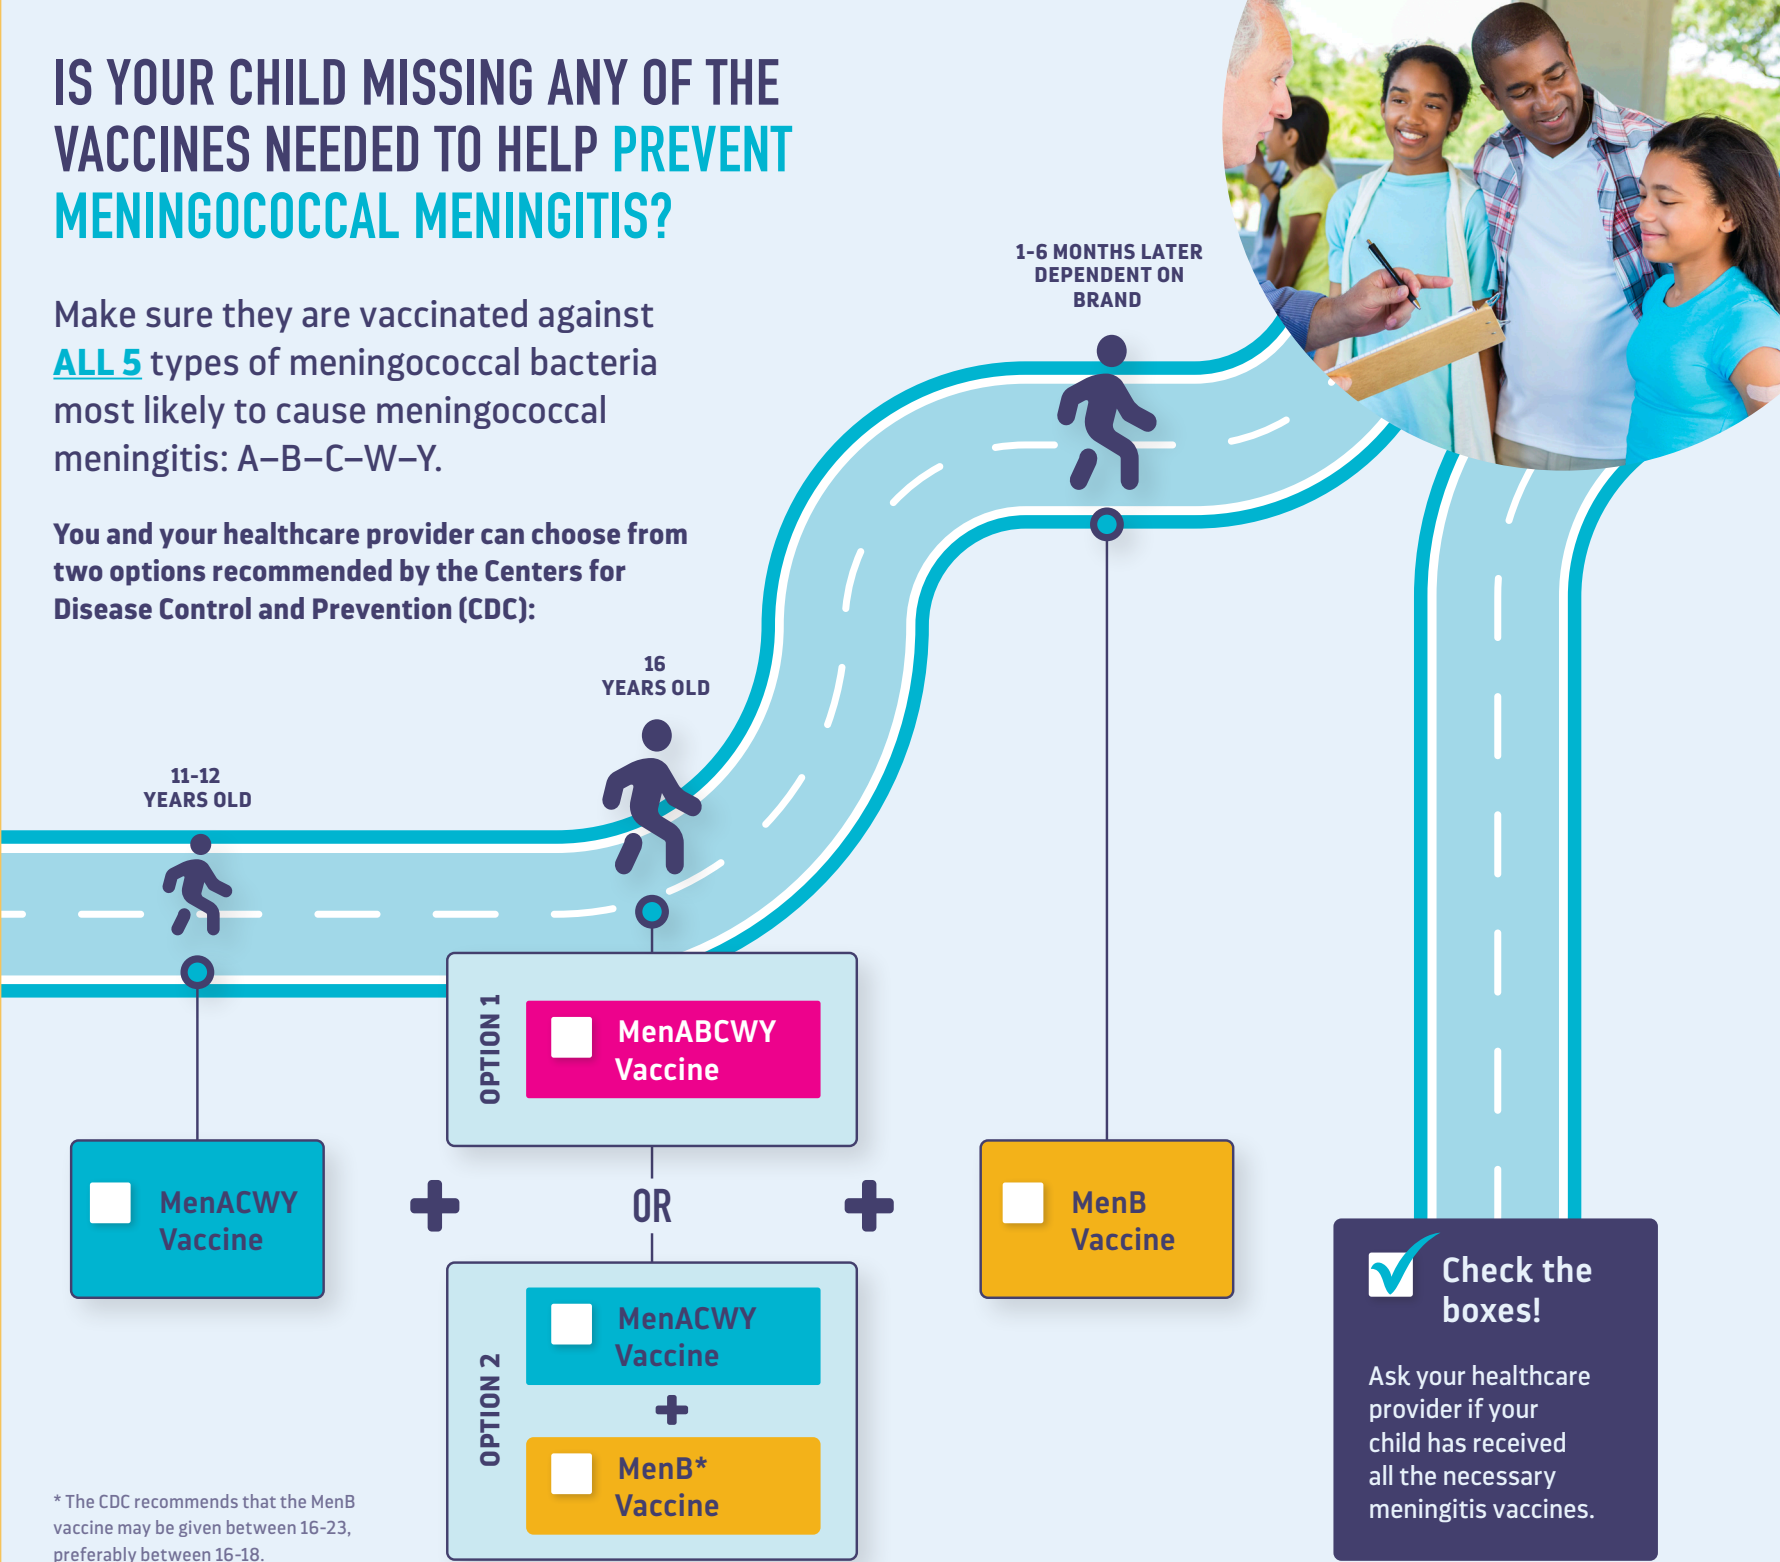 IS YOUR CHILD MISSING ANY OF THE
VACCINES NEEDED TO HELP PREVENT
MENINGOCOCCAL MENINGITIS?
Make sure they are vaccinated against
ALL 5 types of meningococcal bacteria
most likely to cause meningococcal
meningitis: A–B–C–W–Y.
You and your healthcare provider can choose from
two options recommended by the Centers for
Disease Control and Prevention (CDC):
11-12
YEARS OLD
16
YEARS OLD
1-6 MONTHS LATER
DEPENDENT ON
BRAND
MenACWY
Vaccine
OPTION 1
MenABCWY
Vaccine
OR
OPTION 2
MenACWY
Vaccine
MenB*
Vaccine
MenB
Vaccine
Check the
boxes!
Ask your healthcare
provider if your
child has received
all the necessary
meningitis vaccines.
* The CDC recommends that the MenB
vaccine may be given between 16-23,
preferably between 16-18.